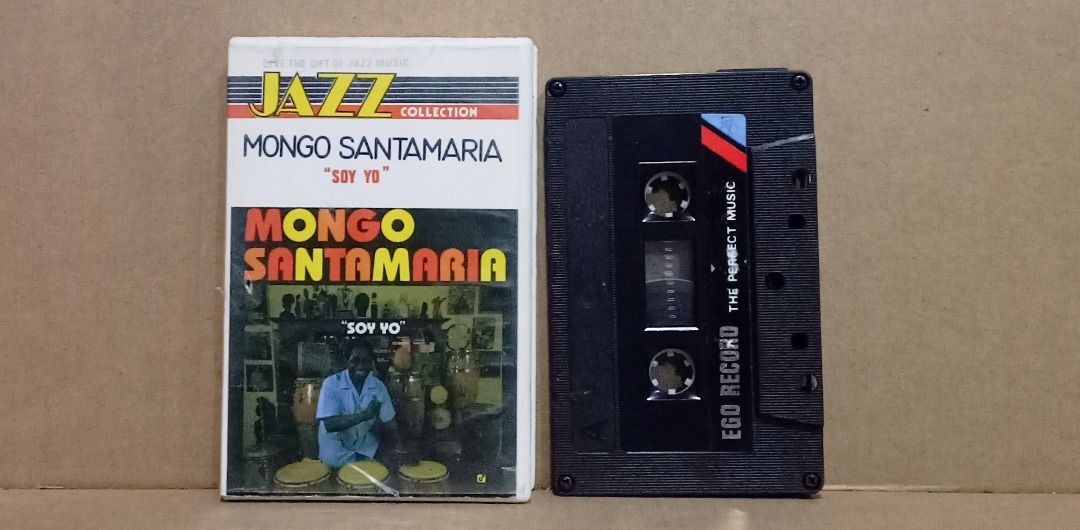 GIVE THE GIFT OF JAZZ MUSIC
JAZZ
COLLECTION
MONGO SANTAMARIA
"SOY YO"
MONGO
SANTAMARIA
"SOY YO"
A
EGO RECORD
THE PERFECT MUSIC